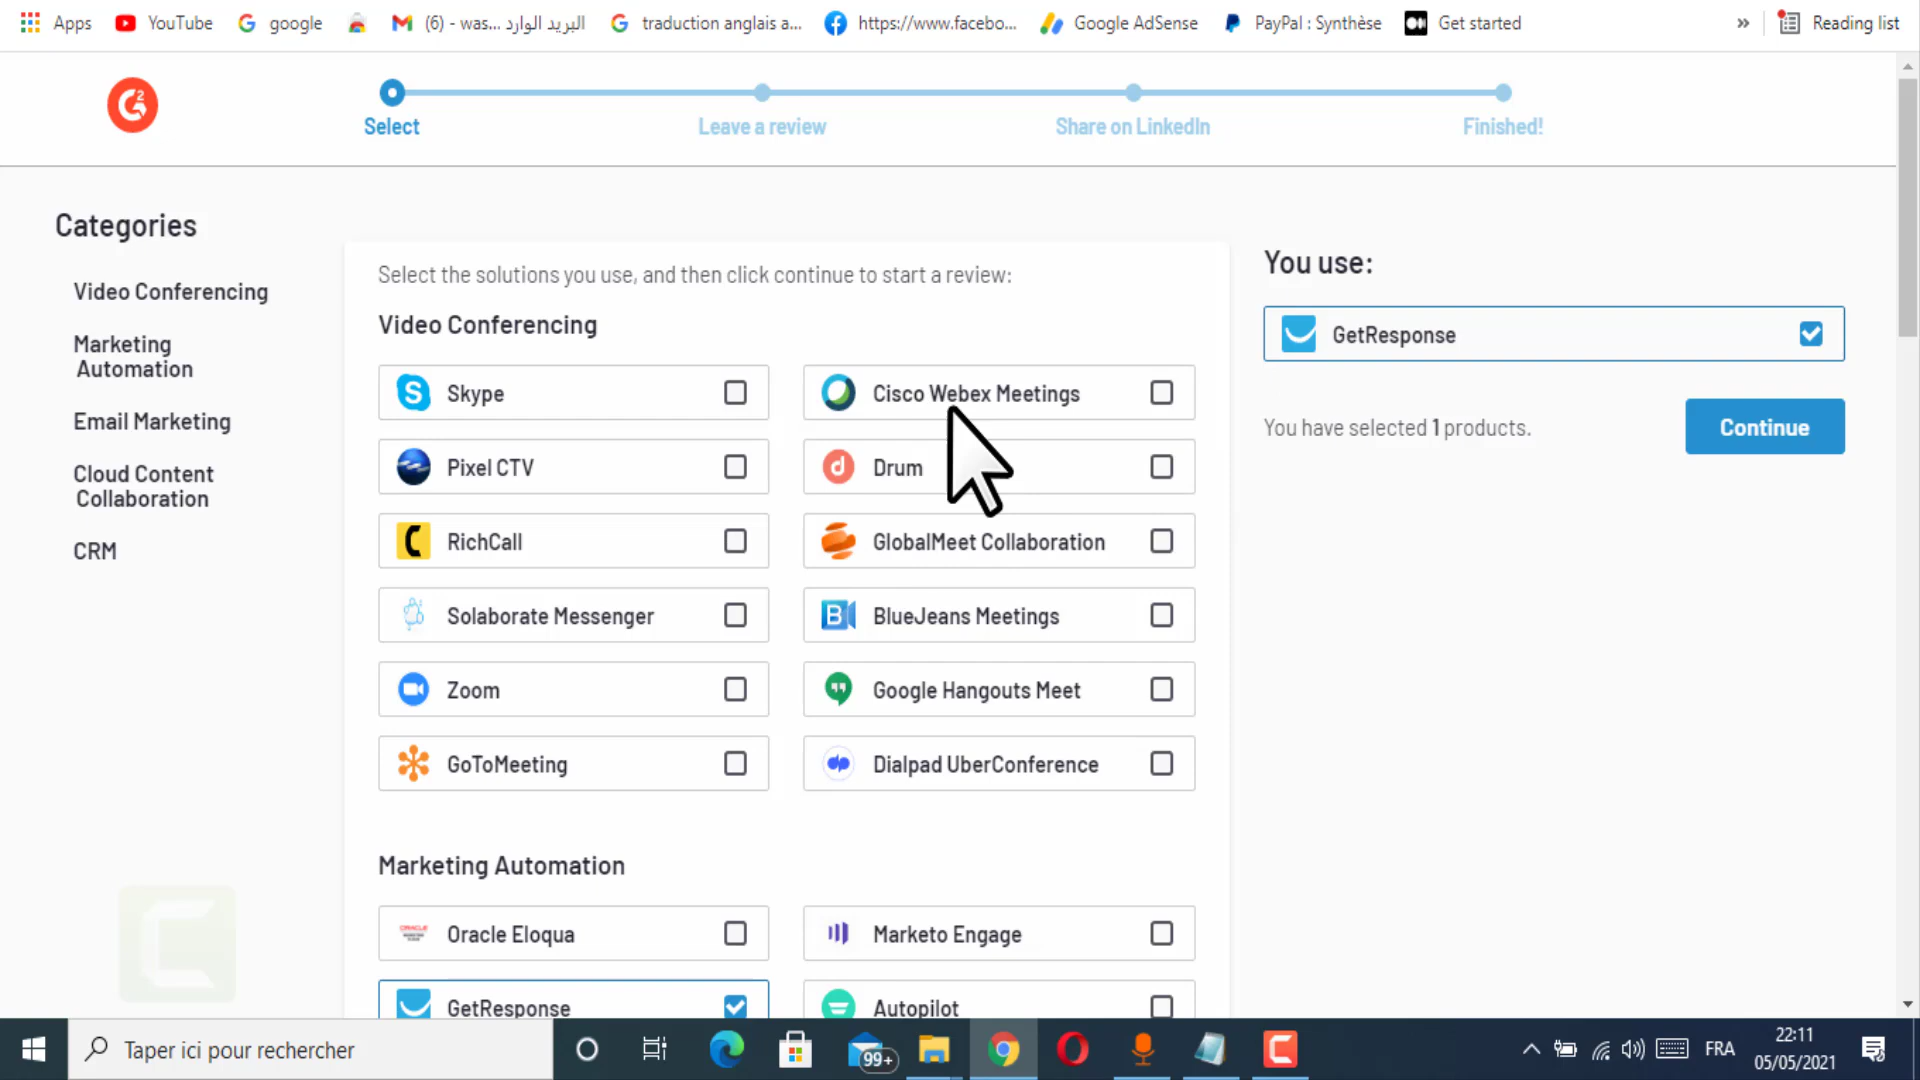 Apps YouTube google (6) - was... البريد الوارد traduction anglais a... https://www.facebo... Google AdSense PayPal : Synthèse Get started » Reading list
Select Leave a review Share on LinkedIn Finished!
Categories
Video Conferencing
Marketing
Automation
Email Marketing
Cloud Content
Collaboration
CRM
Select the solutions you use, and then click continue to start a review:
Video Conferencing
Skype Cisco Webex Meetings
Pixel CTV Drum
RichCall GlobalMeet Collaboration
Solaborate Messenger BlueJeans Meetings
Zoom Google Hangouts Meet
GoToMeeting Dialpad UberConference
Marketing Automation
Oracle Eloqua Marketo Engage
GetResponse Autopilot
You use:
GetResponse
You have selected 1 products. Continue
Taper ici pour rechercher 99+ FRA 22:11
05/05/2021